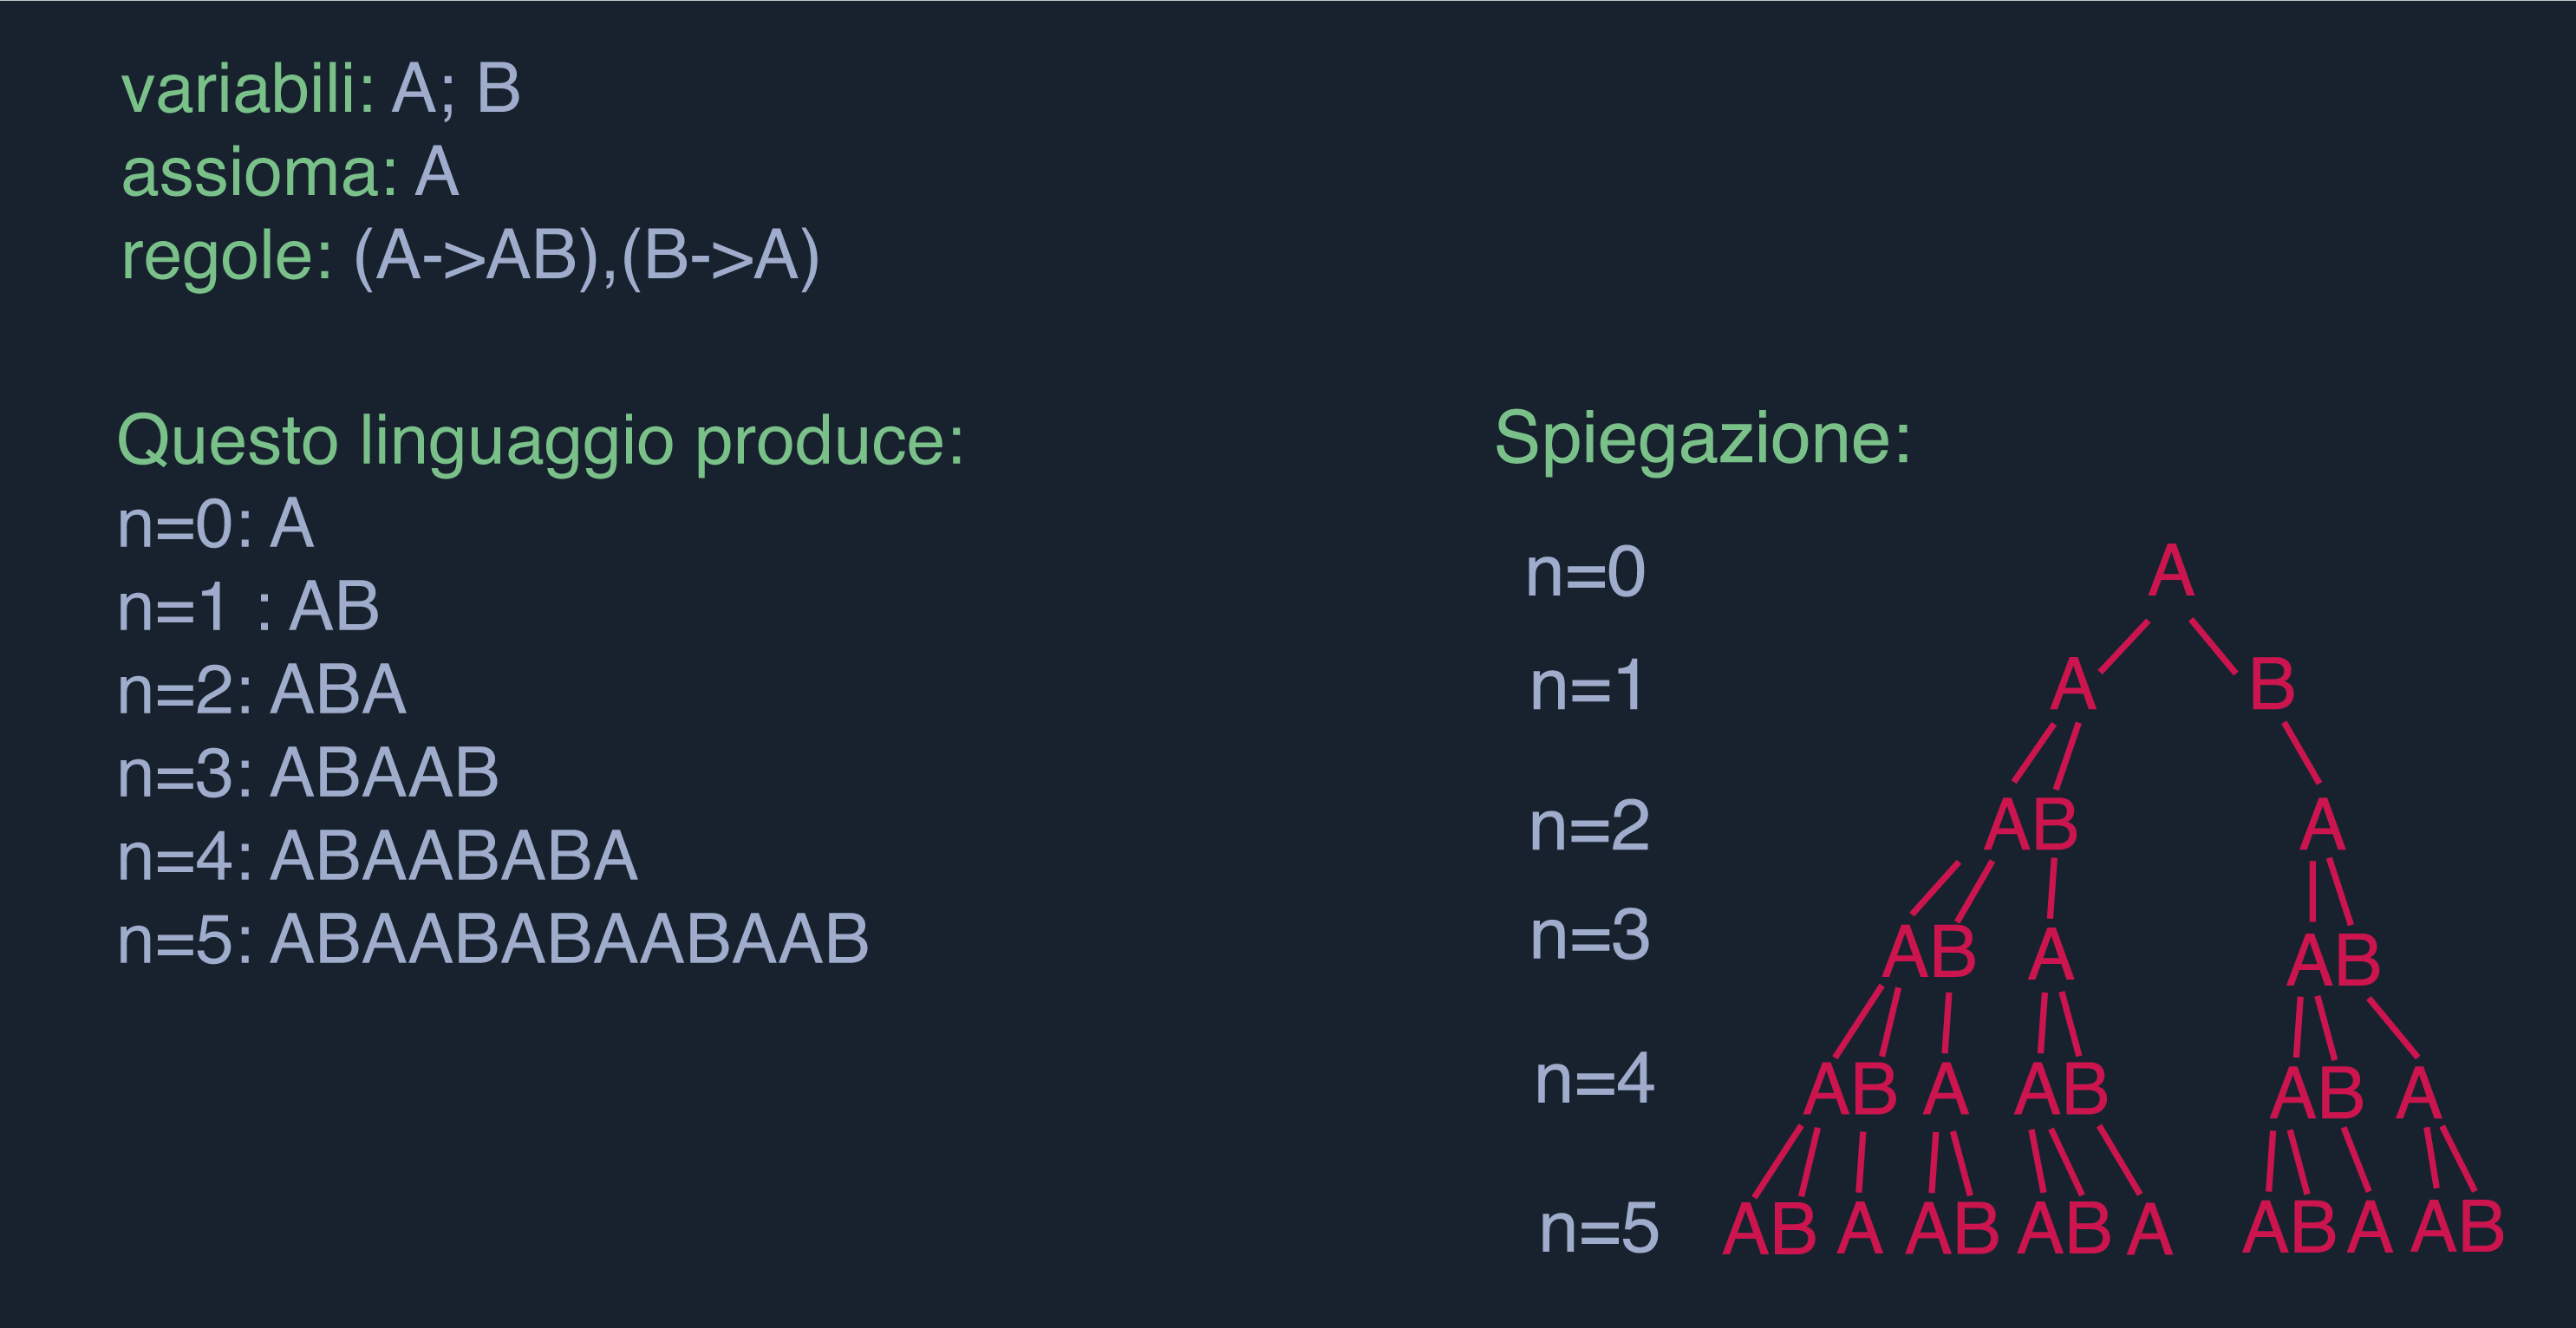 variabili: A; B
assioma: A
regole: (A->AB),(B->A)
Questo linguaggio produce:
n=0: A
n=1 : AB
n=2: ABA
n=3: ABAAB
n=4: ABAABABA
n=5: ABAABABAABAAB
Spiegazione:
n=0 A
n=1 A B
n=2 AB A
n=3 AB A AB
n=4 AB A AB AB A
n=5 AB A AB AB A AB A AB